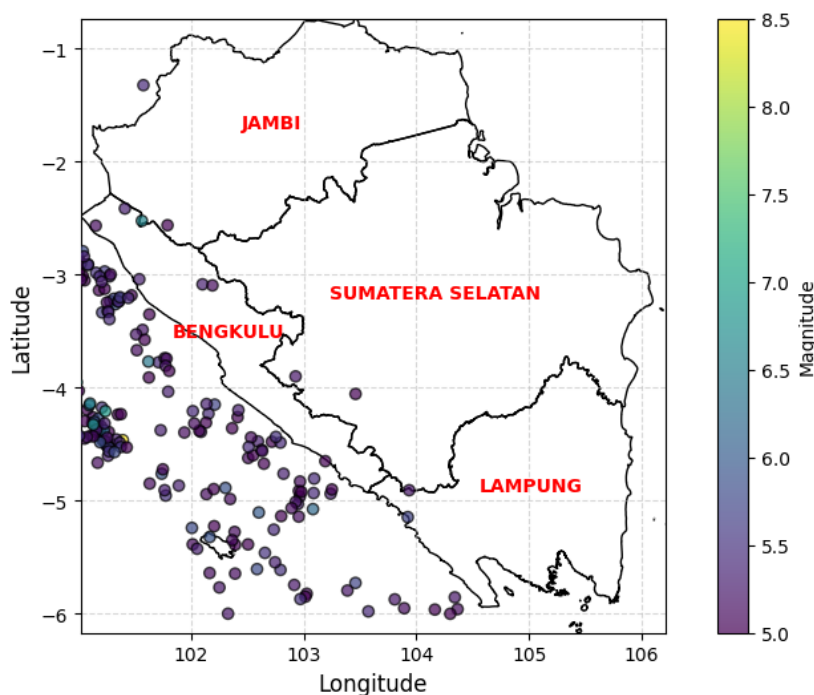 −1
−2
−3
−4
−5
−6
Latitude
102
103
104
105
106
Longitude
JAMBI
SUMATERA SELATAN
BENGKULU
LAMPUNG
8.5
8.0
7.5
7.0
6.5
6.0
5.5
5.0
Magnitude